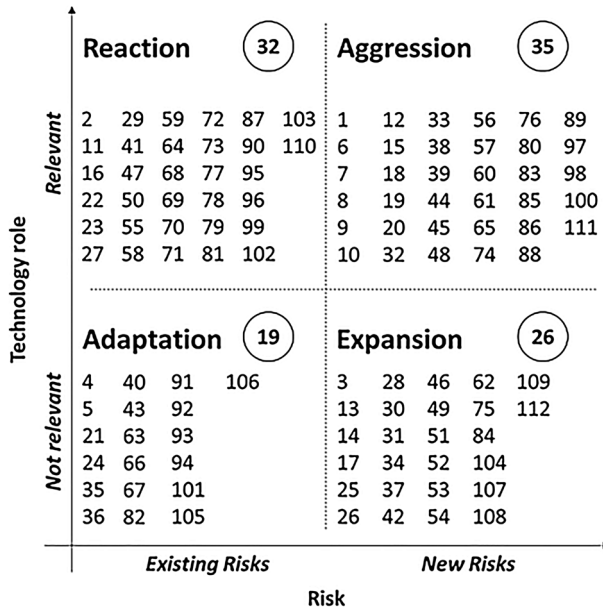 Reaction 32
2 29 59 72 87 103
11 41 64 73 90 110
16 47 68 77 95
22 50 69 78 96
23 55 70 79 99
27 58 71 81 102
Aggression 35
1 12 33 56 76 89
6 15 38 57 80 97
7 18 39 60 83 98
8 19 44 61 85 100
9 20 45 65 86 111
10 32 48 74 88
Adaptation 19
4 40 91 106
5 43 92
21 63 93
24 66 94
35 67 101
36 82 105
Expansion 26
3 28 46 62 109
13 30 49 75 112
14 31 51 84
17 34 52 104
25 37 53 107
26 42 54 108
Technology role
Relevant
Not relevant
Existing Risks
New Risks
Risk